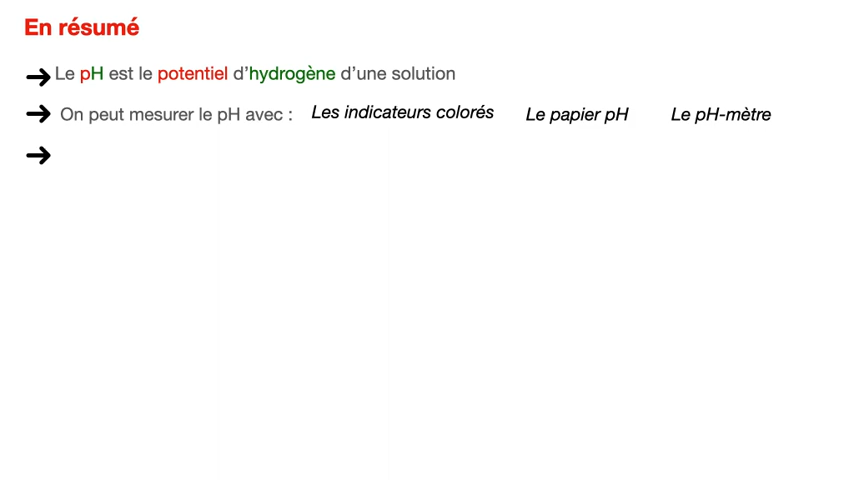 En résumé
Le pH est le potentiel d’hydrogène d’une solution
On peut mesurer le pH avec : Les indicateurs colorés Le papier pH Le pH-mètre